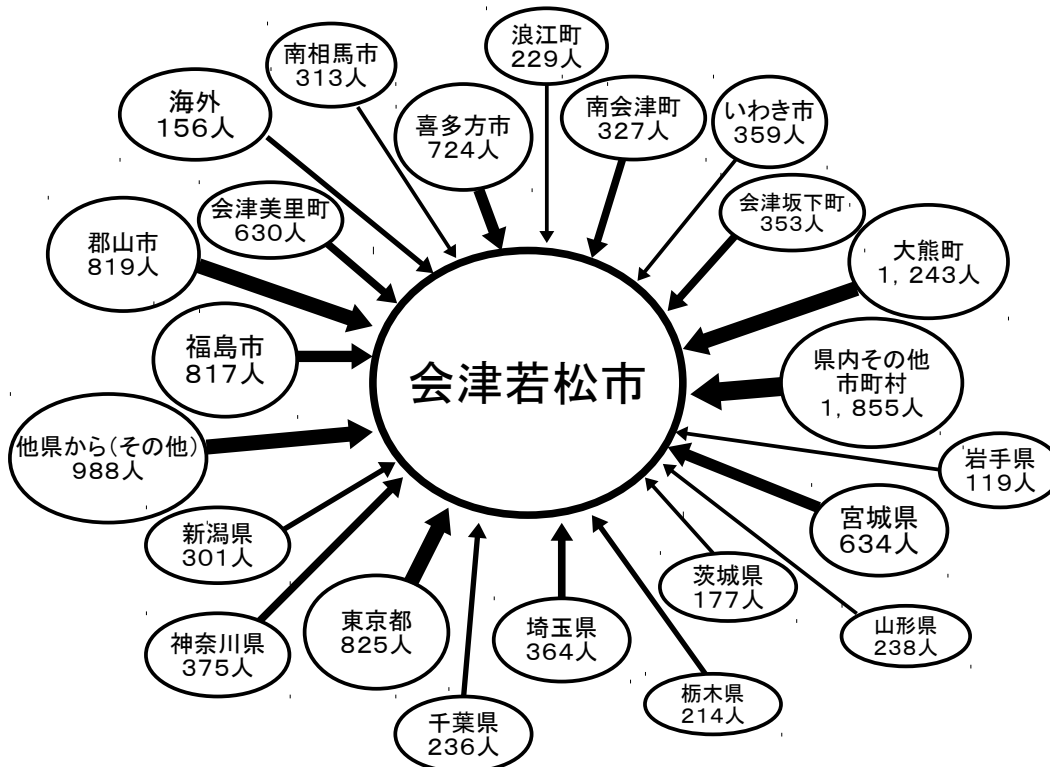 浪江町
229人
南相馬市
313人
海外
156人
喜多方市
724人
南会津町
327人
いわき市
359人
会津美里町
630人
会津坂下町
353人
郡山市
819人
大熊町
1,243人
福島市
817人
会津若松市
県内その他
市町村
1,855人
他県から(その他)
988人
岩手県
119人
新潟県
301人
宮城県
634人
茨城県
177人
神奈川県
375人
東京都
825人
埼玉県
364人
山形県
238人
千葉県
236人
栃木県
214人